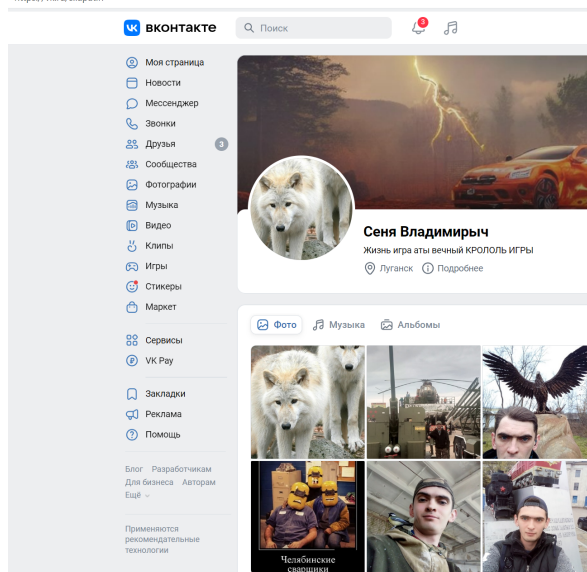 вконтакте
Поиск
3
Моя страница
Новости
Мессенджер
Звонки
Друзья 3
Сообщества
Фотографии
Музыка
Видео
Клипы
Игры
Стикеры
Маркет
Сервисы
VK Pay
Закладки
Реклама
Помощь
Блог Разработчикам
Для бизнеса Авторам
Ещё
Применяются
рекомендательные
технологии
Сеня Владимирыч
Жизнь игра аты вечный КРОЛОЛЬ ИГРЫ
Луганск Подробнее
Фото Музыка Альбомы
Челябинские
сварщики